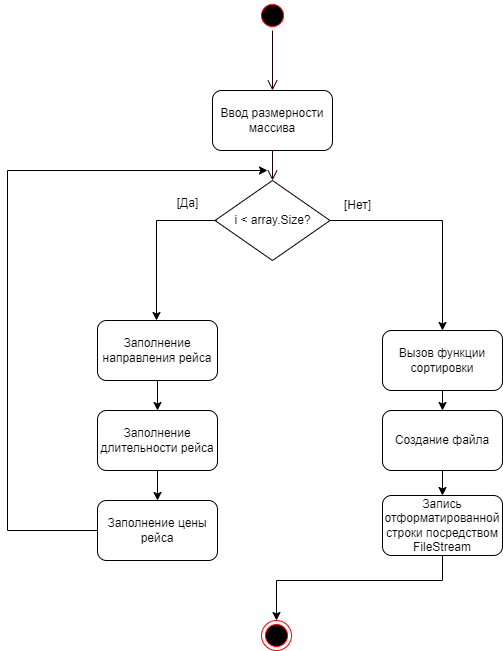 Ввод размерности
массива
[Да]
[Нет]
i < array.Size?
Заполнение
направления рейса
Вызов функции
сортировки
Заполнение
длительности рейса
Создание файла
Заполнение цены
рейса
Запись
отформатированной
строки посредством
FileStream